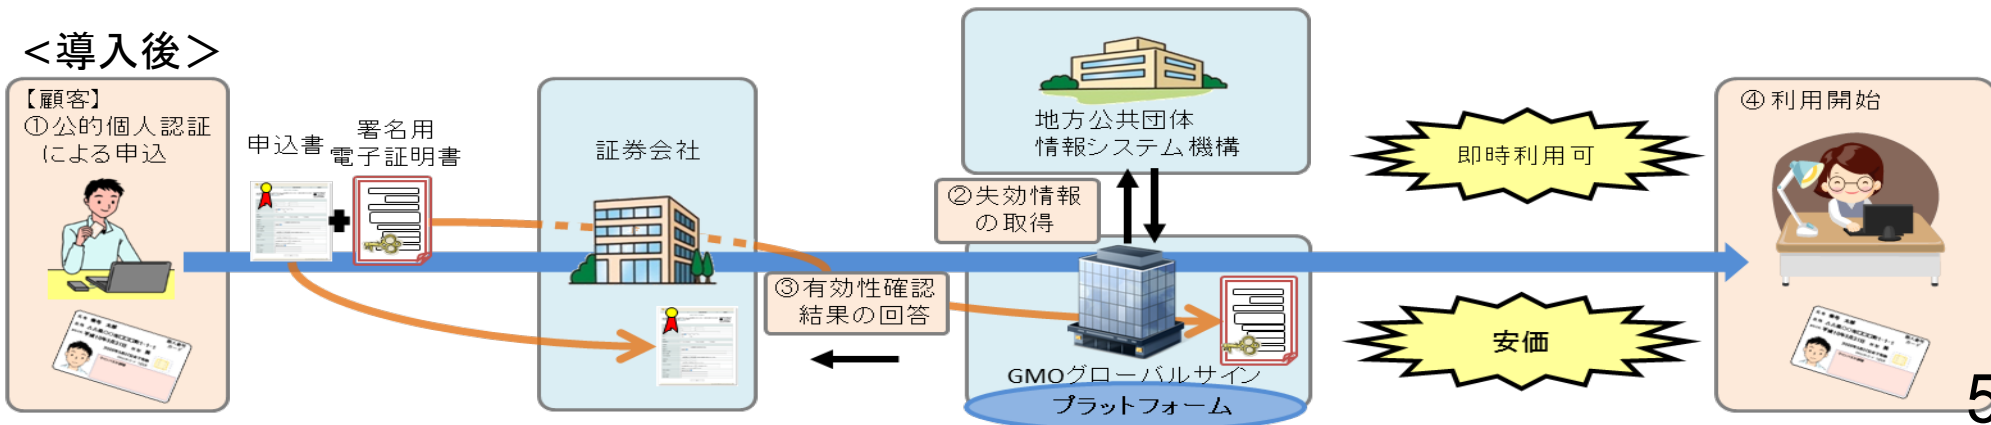 ＜導入後＞
【顧客】
①公的個人認証
による申込
申込書
署名用
電子証明書
証券会社
地方公共団体
情報システム機構
②失効情報
の取得
③有効性確認
結果の回答
GMOグローバルサイン
プラットフォーム
即時利用可
安価
④利用開始
5